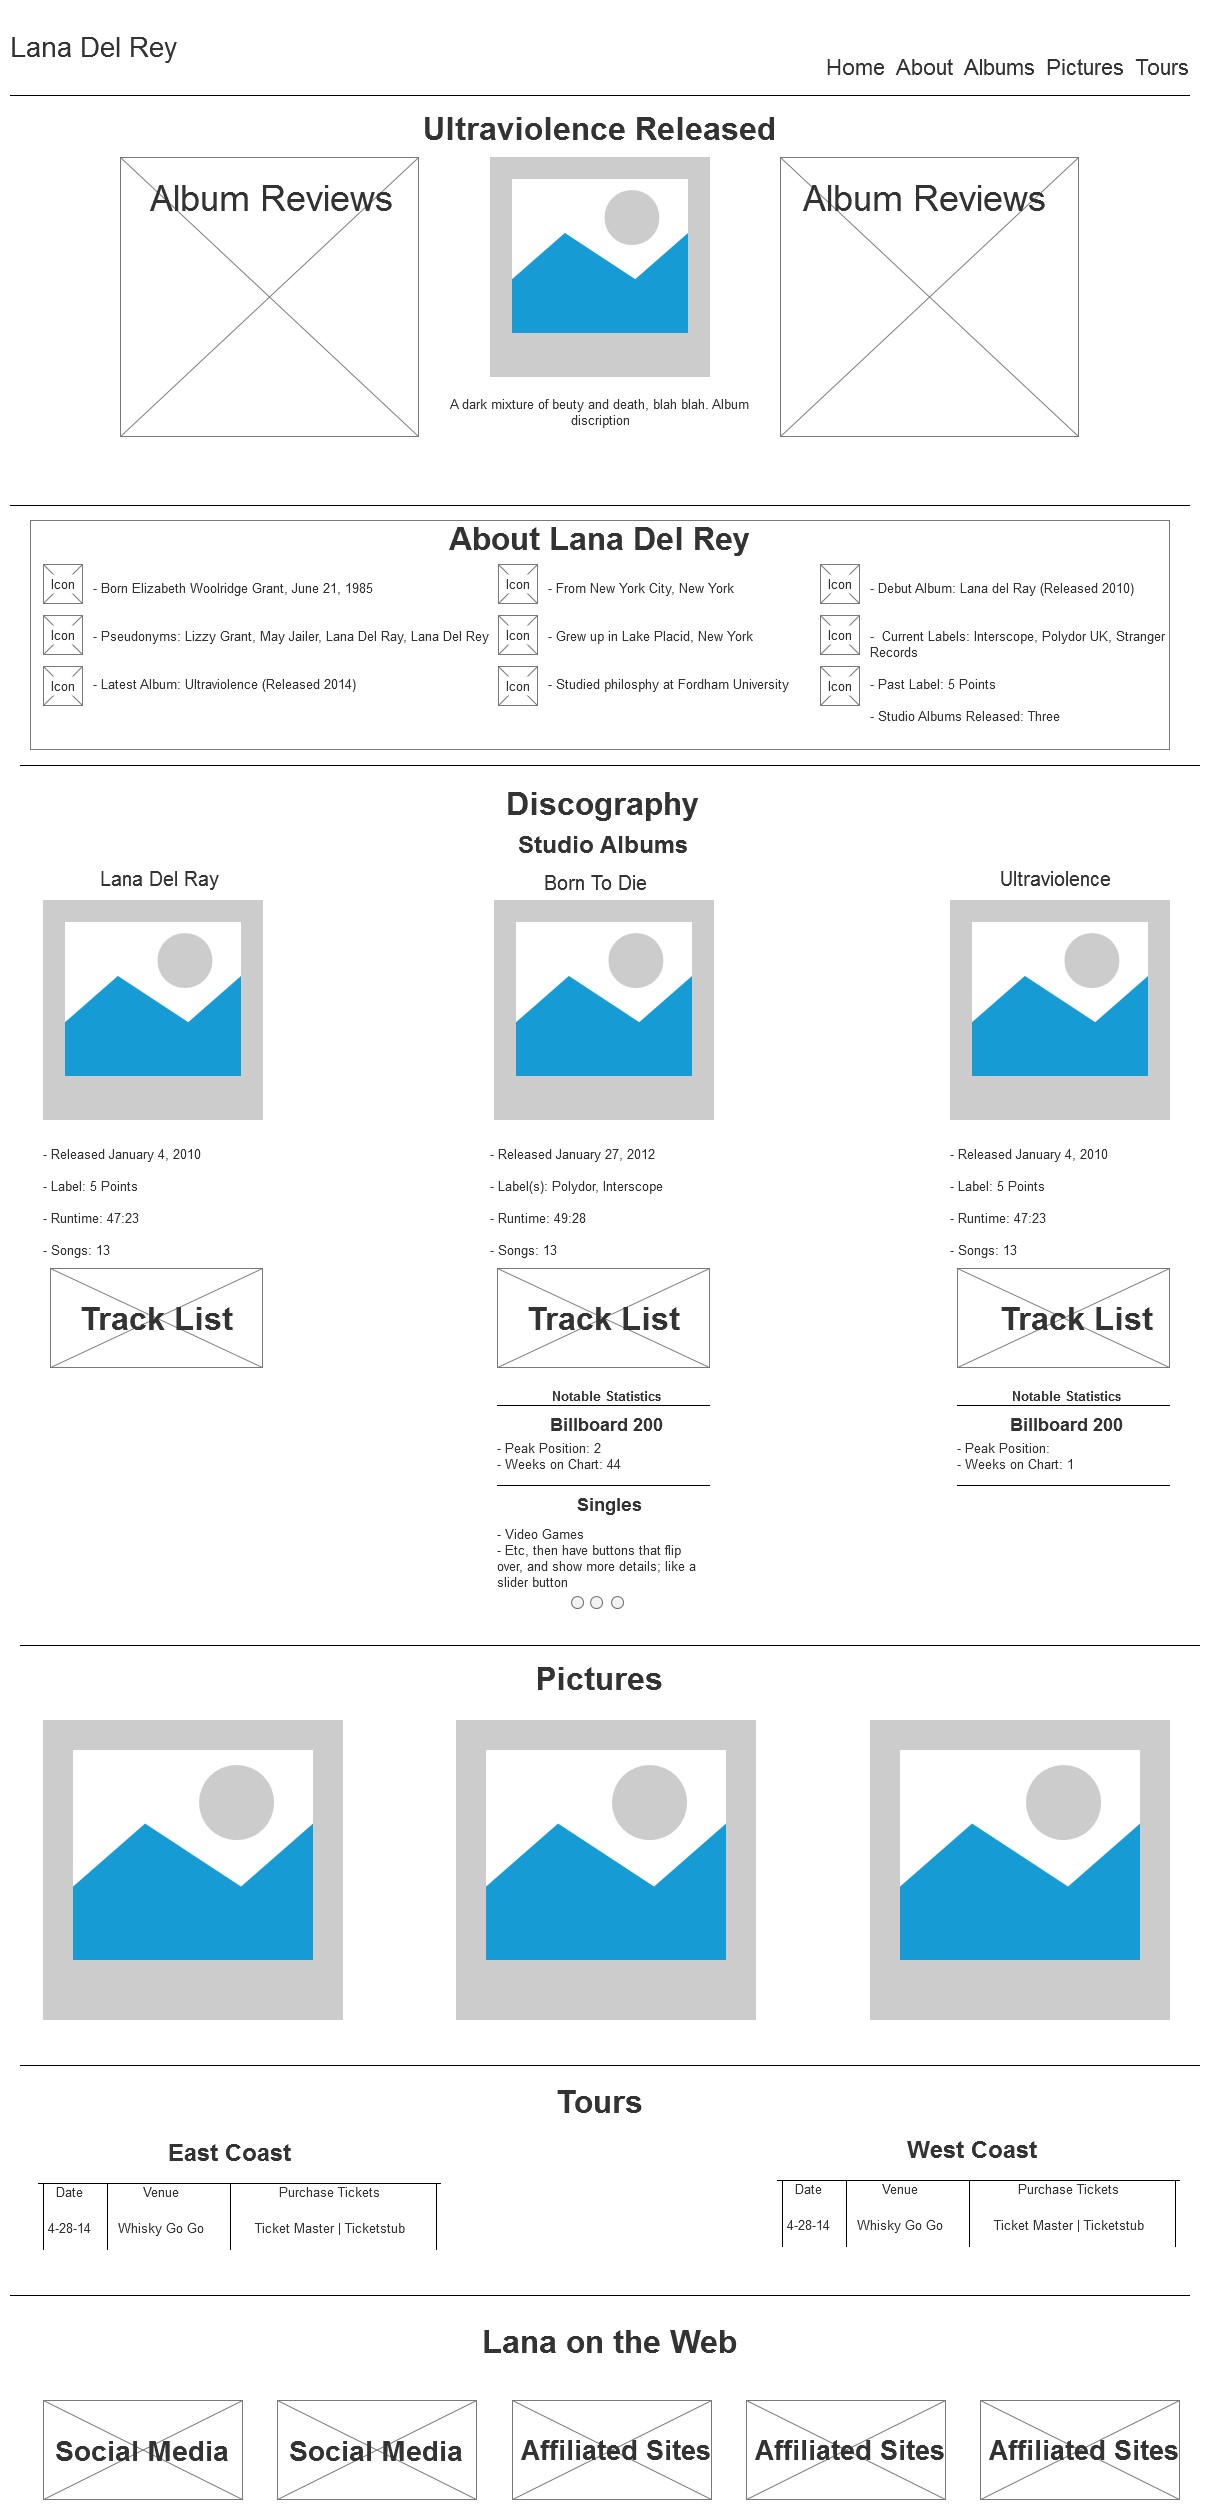 Lana Del Rey
Home About Albums Pictures Tours
Ultraviolence Released
Album Reviews
Album Reviews
A dark mixture of beuty and death, blah blah. Album
discription
About Lana Del Rey
Icon
- Born Elizabeth Woolridge Grant, June 21, 1985
Icon
- Pseudonyms: Lizzy Grant, May Jailer, Lana Del Ray, Lana Del Rey
Icon
- Latest Album: Ultraviolence (Released 2014)
Icon
- From New York City, New York
Icon
- Grew up in Lake Placid, New York
Icon
- Studied philosphy at Fordham University
Icon
- Debut Album: Lana del Ray (Released 2010)
Icon
- Current Labels: Interscope, Polydor UK, Stranger
Records
Icon
- Past Label: 5 Points
- Studio Albums Released: Three
Discography
Studio Albums
Lana Del Ray
- Released January 4, 2010
- Label: 5 Points
- Runtime: 47:23
- Songs: 13
Track List
Born To Die
- Released January 27, 2012
- Label(s): Polydor, Interscope
- Runtime: 49:28
- Songs: 13
Track List
Notable Statistics
Billboard 200
- Peak Position: 2
- Weeks on Chart: 44
Singles
- Video Games
- Etc, then have buttons that flip
over, and show more details; like a
slider button
Ultraviolence
- Released January 4, 2010
- Label: 5 Points
- Runtime: 47:23
- Songs: 13
Track List
Notable Statistics
Billboard 200
- Peak Position:
- Weeks on Chart: 1
Pictures
Tours
East Coast
Date Venue Purchase Tickets
4-28-14 Whisky Go Go Ticket Master | Ticketstub
West Coast
Date Venue Purchase Tickets
4-28-14 Whisky Go Go Ticket Master | Ticketstub
Lana on the Web
Social Media
Social Media
Affiliated Sites
Affiliated Sites
Affiliated Sites